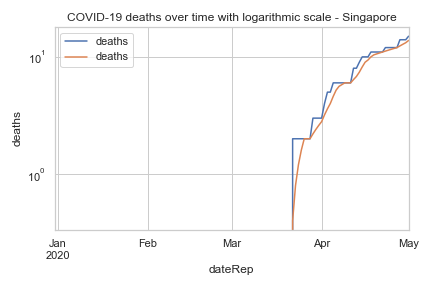 COVID-19 deaths over time with logarithmic scale - Singapore
deaths
deaths
10¹
10⁰
deaths
Jan Feb Mar Apr May
2020
dateRep